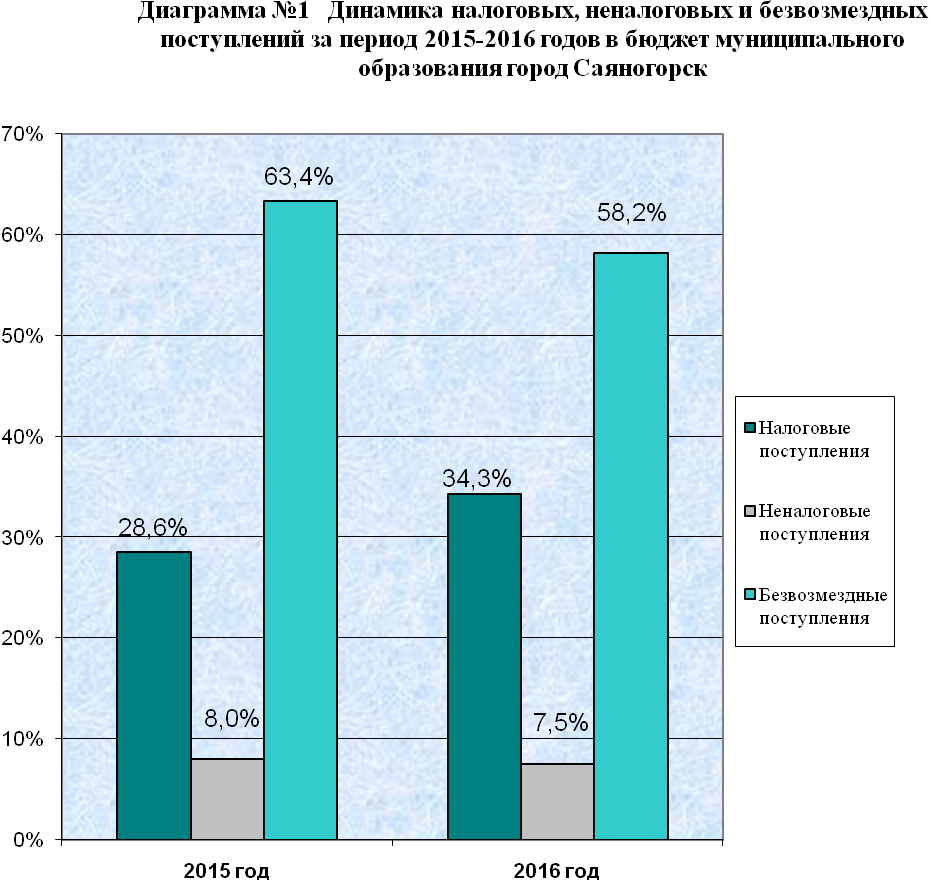 Диаграмма №1   Динамика налоговых, неналоговых и безвозмездных
поступлений за период 2015-2016 годов в бюджет муниципального
образования город Саяногорск
70%
60%
50%
40%
30%
20%
10%
0%
63,4%
58,2%
34,3%
28,6%
8,0%
7,5%
2015 год
2016 год
Налоговые
поступления
Неналоговые
поступления
Безвозмездные
поступления